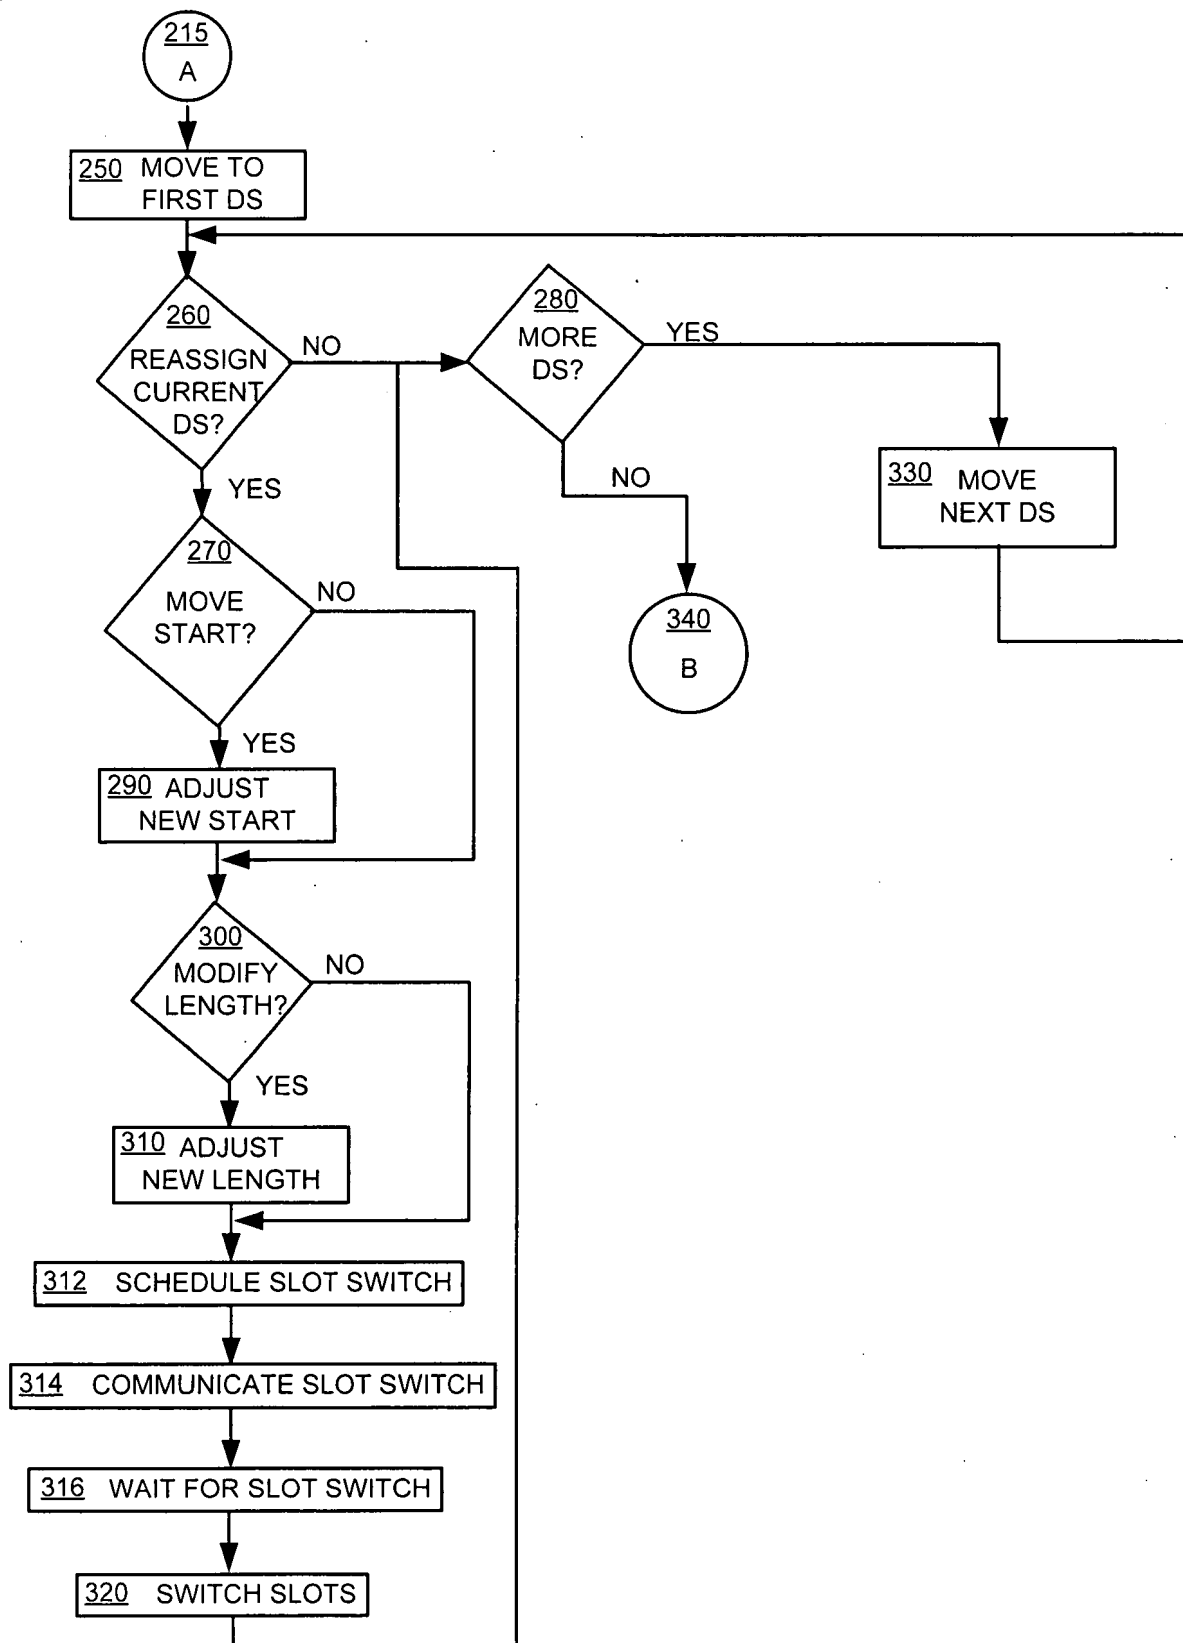 215
A
250 MOVE TO
FIRST DS
260
REASSIGN
CURRENT
DS?
NO
YES
280
MORE
DS?
YES
NO
330 MOVE
NEXT DS
340
B
270
MOVE
START?
NO
YES
290 ADJUST
NEW START
300
MODIFY
LENGTH?
NO
YES
310 ADJUST
NEW LENGTH
312 SCHEDULE SLOT SWITCH
314 COMMUNICATE SLOT SWITCH
316 WAIT FOR SLOT SWITCH
320 SWITCH SLOTS